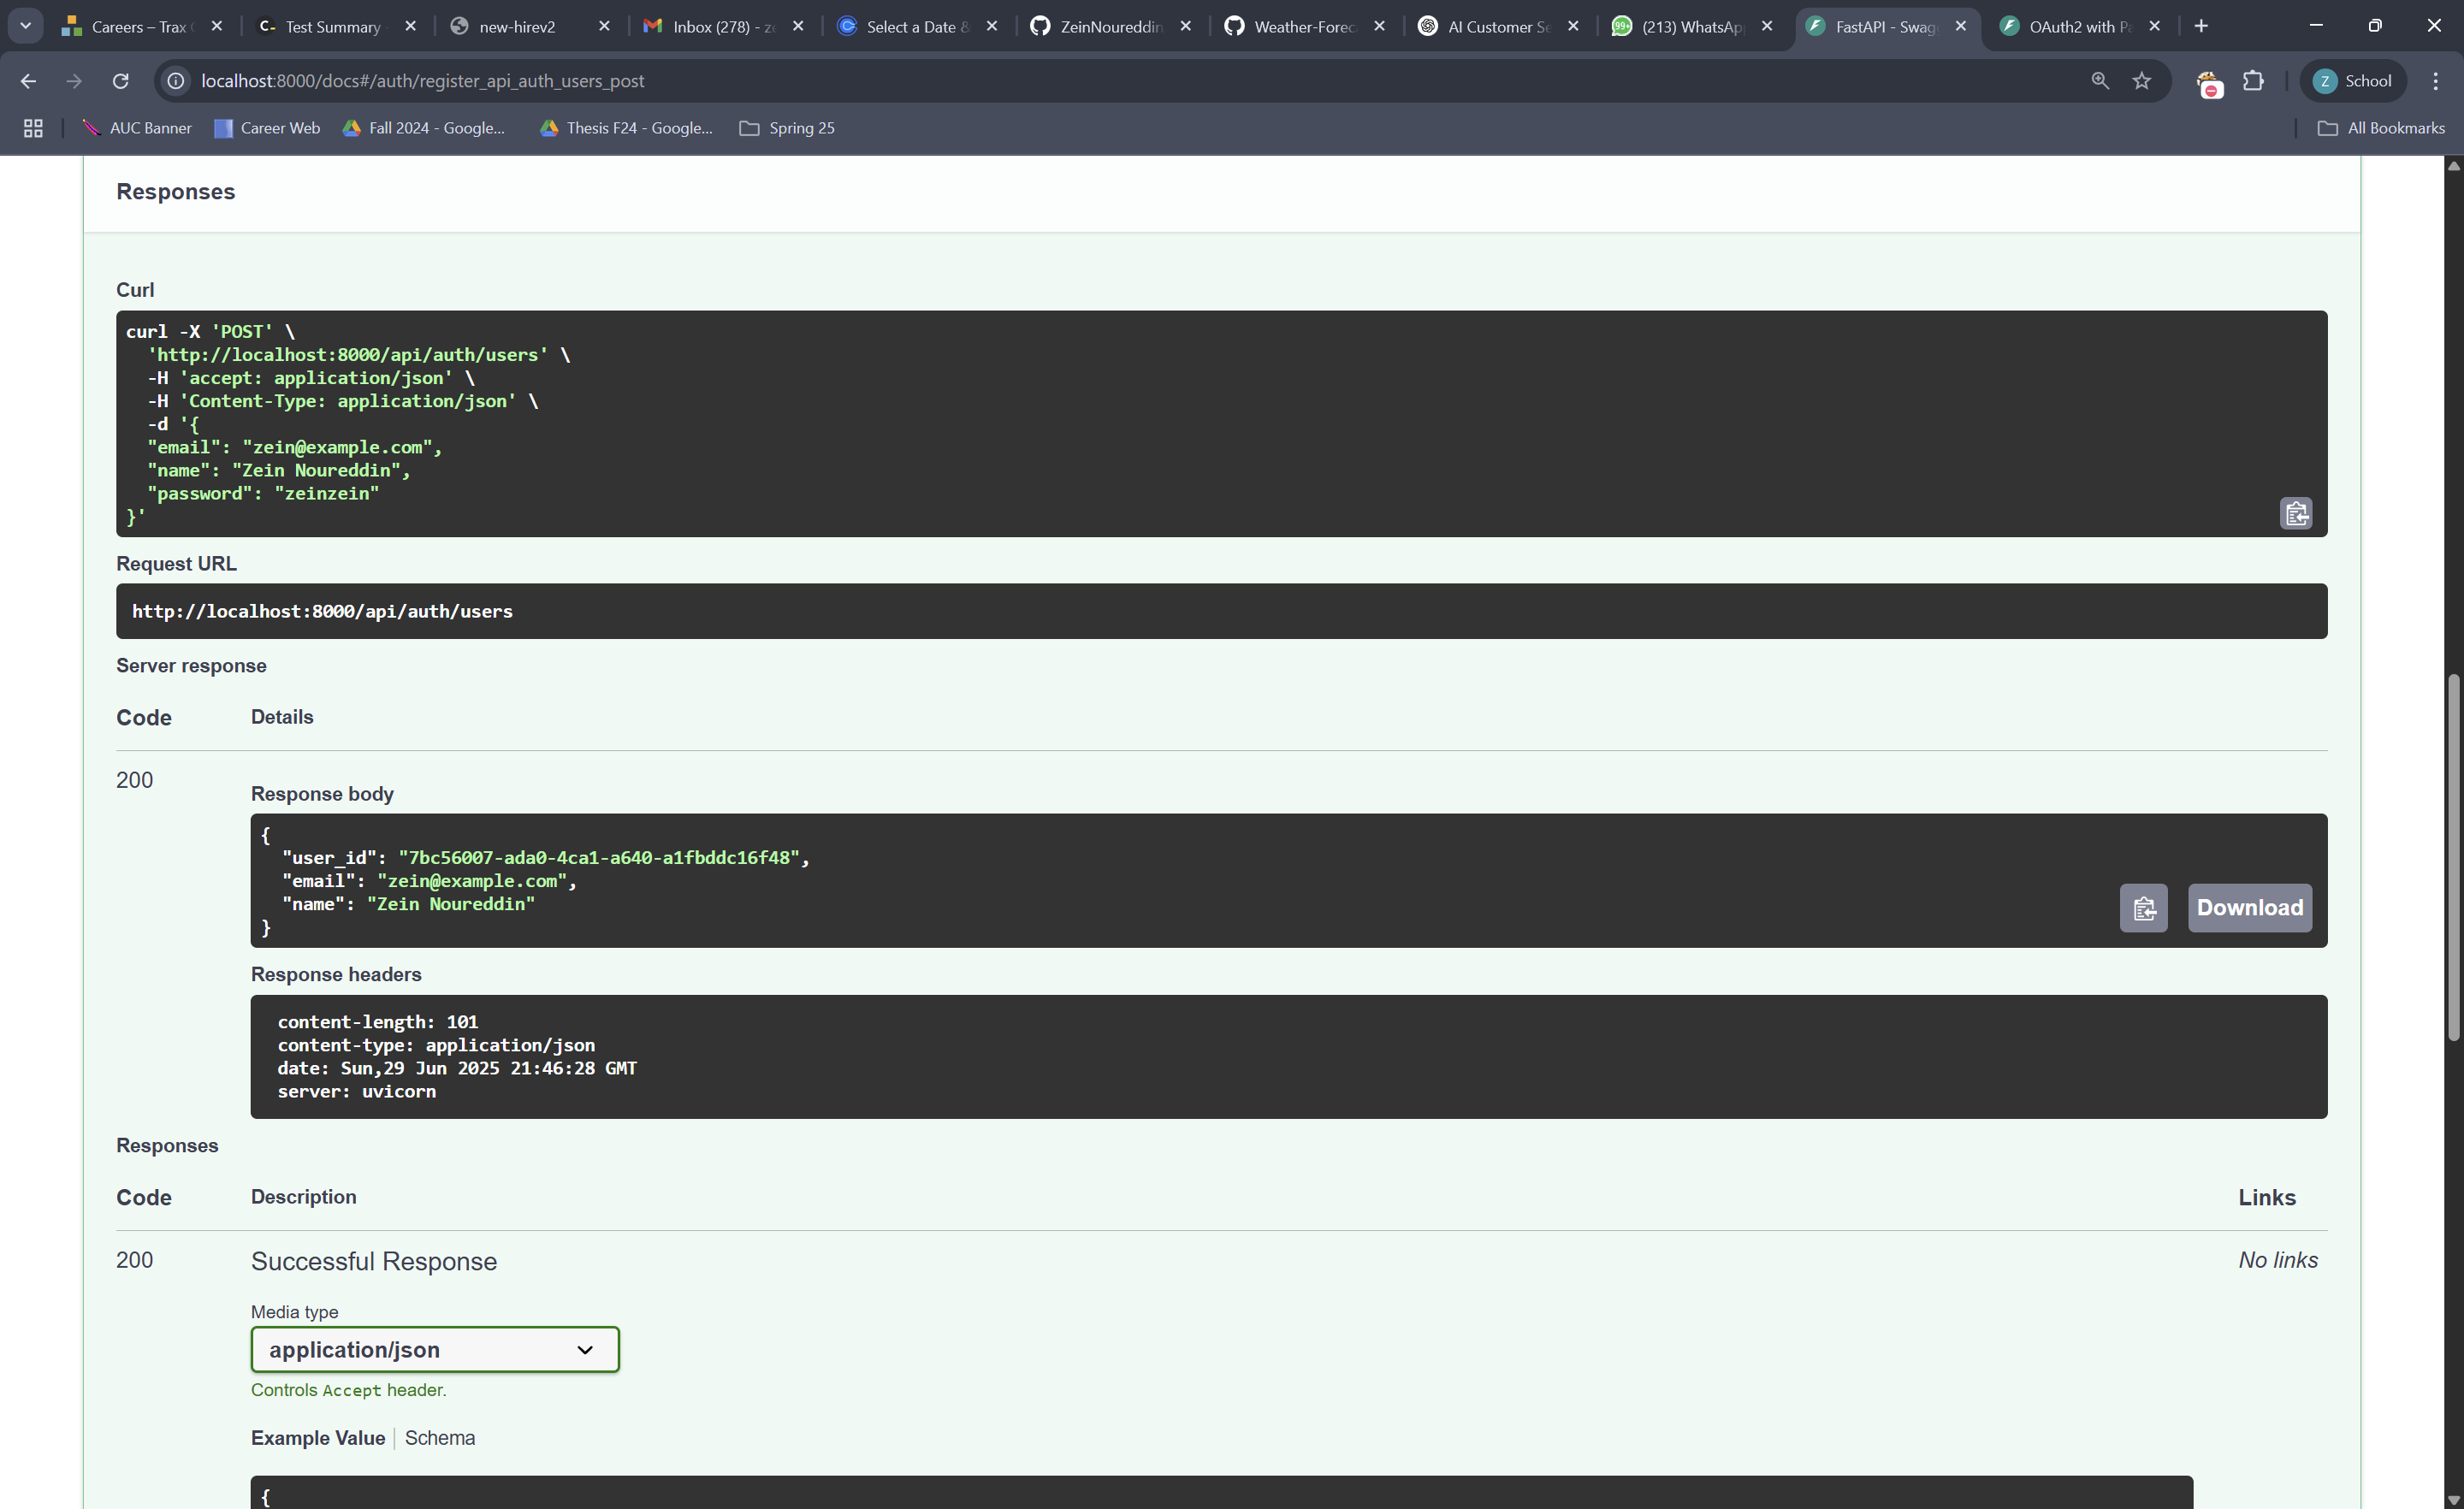 Careers – Trax
Test Summary
new-hirev2
Inbox (278) - ze
Select a Date &
ZeinNoureddin
Weather-Forec
AI Customer Se
(213) WhatsAp
FastAPI - Swag
OAuth2 with Pa
localhost:8000/docs#/auth/register_api_auth_users_post
Z School
AUC Banner
Career Web
Fall 2024 - Google...
Thesis F24 - Google...
Spring 25
All Bookmarks
Responses
Curl
curl -X 'POST' \
'http://localhost:8000/api/auth/users' \
-H 'accept: application/json' \
-H 'Content-Type: application/json' \
-d '{
"email": "zein@example.com",
"name": "Zein Noureddin",
"password": "zeinzein"
}'
Request URL
http://localhost:8000/api/auth/users
Server response
Code Details
200
Response body
{
"user_id": "7bc56007-ada0-4ca1-a640-a1fbddc16f48",
"email": "zein@example.com",
"name": "Zein Noureddin"
}
Download
Response headers
content-length: 101
content-type: application/json
date: Sun,29 Jun 2025 21:46:28 GMT
server: uvicorn
Responses
Code Description Links
200 Successful Response No links
Media type
application/json
Controls Accept header.
Example Value Schema
{